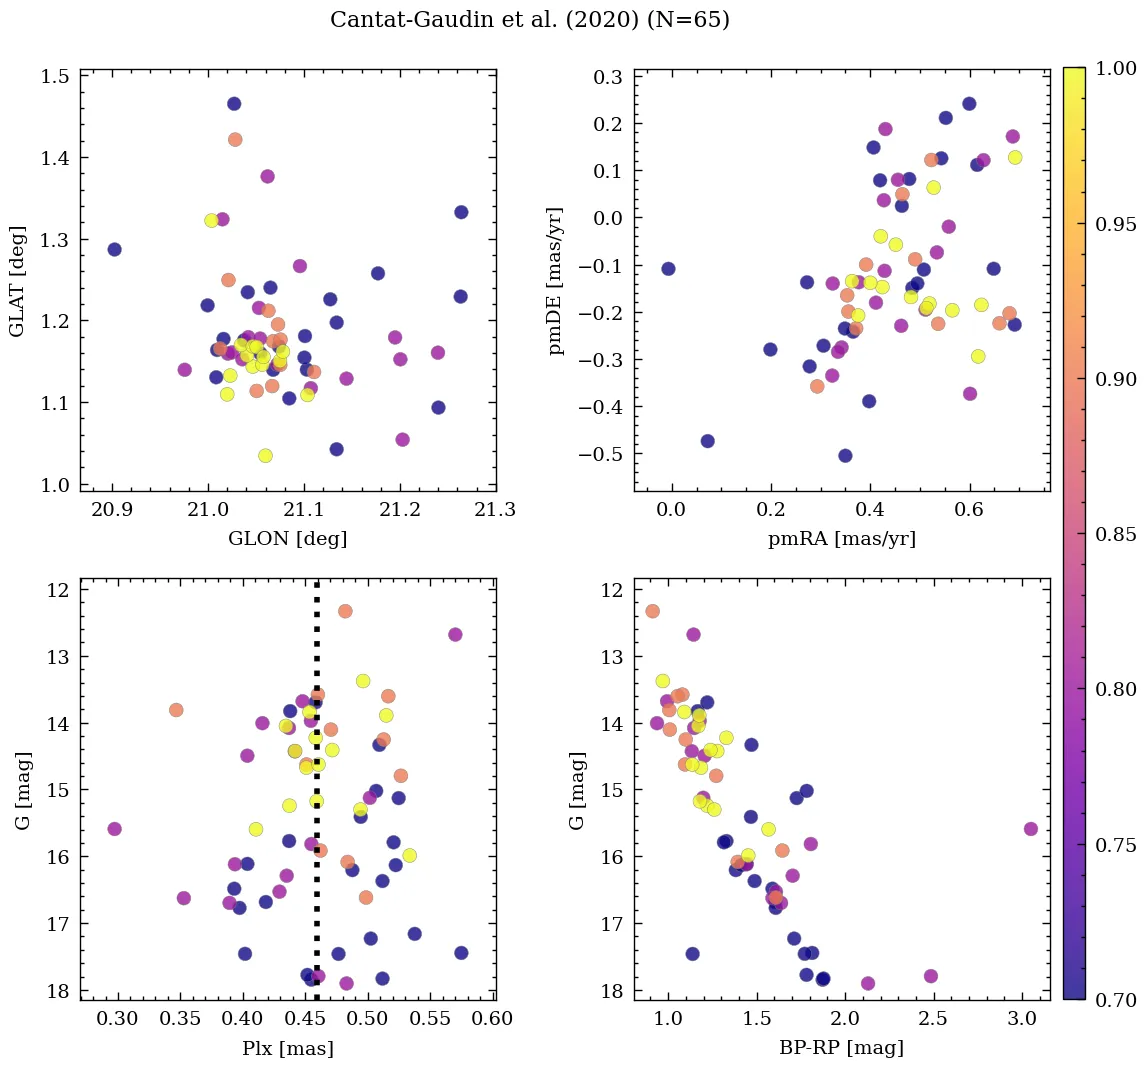 Cantat-Gaudin et al. (2020) (N=65)
1.5
1.4
1.3
1.2
1.1
1.0
GLAT [deg]
20.9 21.0 21.1 21.2 21.3
GLON [deg]
0.3
0.2
0.1
0.0
−0.1
−0.2
−0.3
−0.4
−0.5
pmDE [mas/yr]
0.0 0.2 0.4 0.6
pmRA [mas/yr]
12
13
14
15
16
17
18
G [mag]
0.30 0.35 0.40 0.45 0.50 0.55 0.60
Plx [mas]
12
13
14
15
16
17
18
G [mag]
1.0 1.5 2.0 2.5 3.0
BP-RP [mag]
1.00
0.95
0.90
0.85
0.80
0.75
0.70